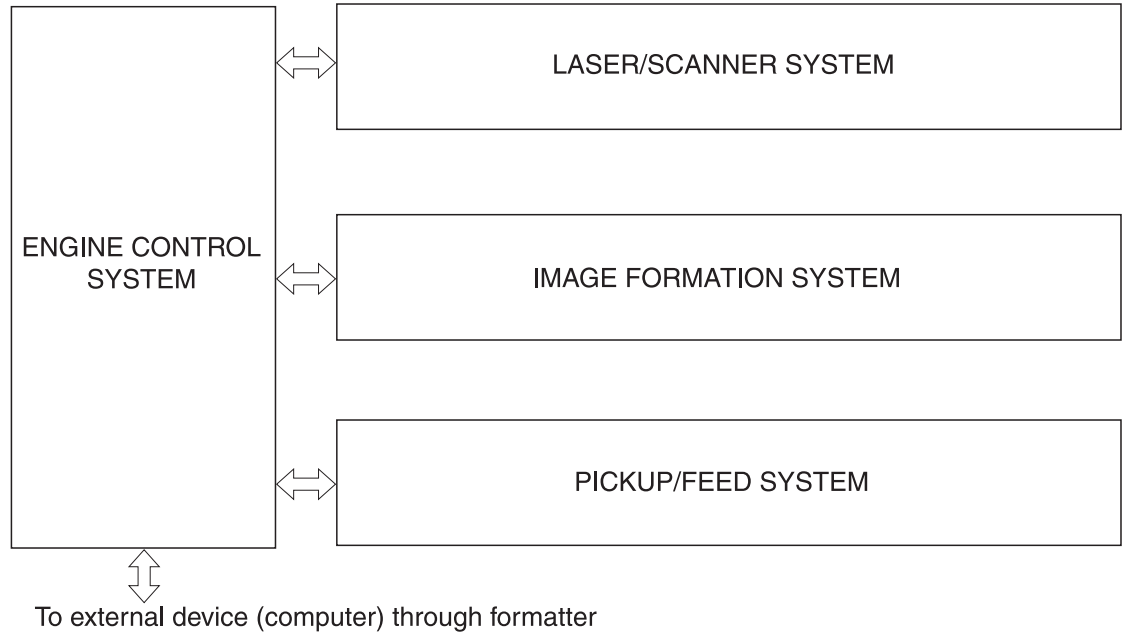 LASER/SCANNER SYSTEM
ENGINE CONTROL
SYSTEM
IMAGE FORMATION SYSTEM
PICKUP/FEED SYSTEM
To external device (computer) through formatter